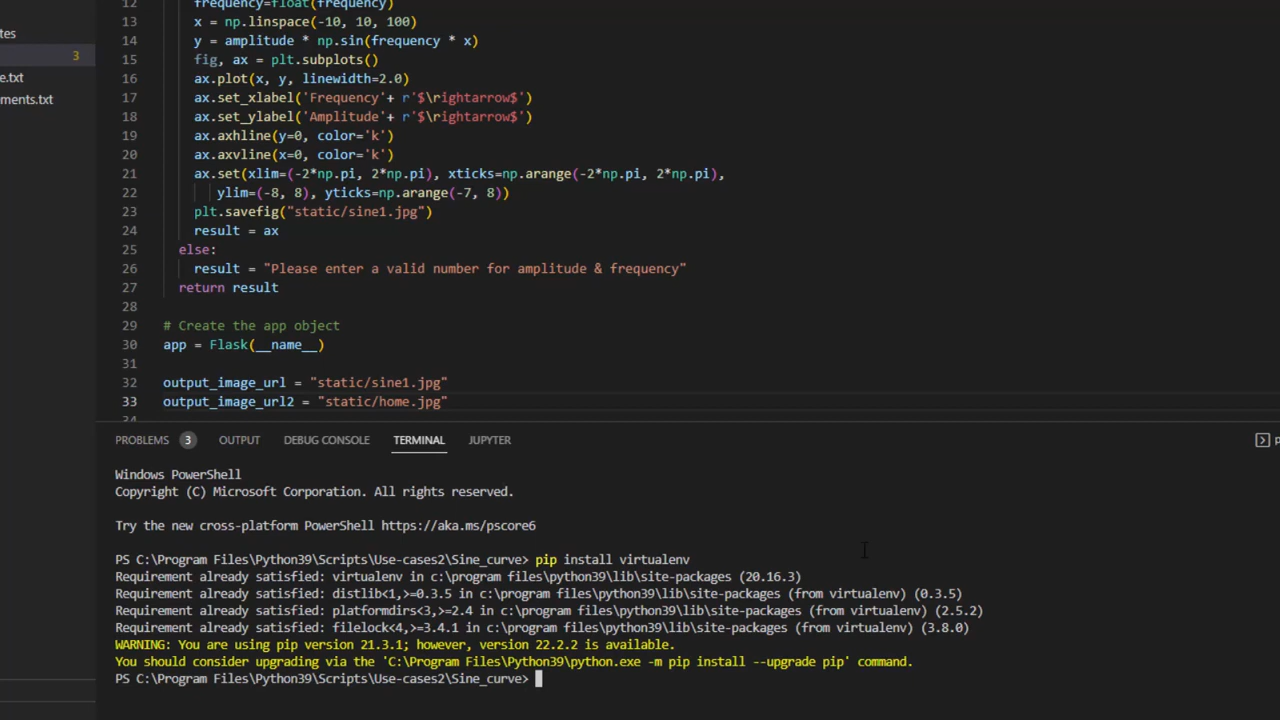 tes
3
e.txt
ments.txt
12 frequency=float(frequency)
13 x = np.linspace(-10, 10, 100)
14 y = amplitude * np.sin(frequency * x)
15 fig, ax = plt.subplots()
16 ax.plot(x, y, linewidth=2.0)
17 ax.set_xlabel('Frequency'+ r'$\rightarrow$')
18 ax.set_ylabel('Amplitude'+ r'$\rightarrow$')
19 ax.axhline(y=0, color='k')
20 ax.axvline(x=0, color='k')
21 ax.set(xlim=(-2*np.pi, 2*np.pi), xticks=np.arange(-2*np.pi, 2*np.pi),
22 ylim=(-8, 8), yticks=np.arange(-7, 8))
23 plt.savefig("static/sine1.jpg")
24 result = ax
25 else:
26 result = "Please enter a valid number for amplitude & frequency"
27 return result
28
29 # Create the app object
30 app = Flask(__name__)
31
32 output_image_url = "static/sine1.jpg"
33 output_image_url2 = "static/home.jpg"
PROBLEMS 3 OUTPUT DEBUG CONSOLE TERMINAL JUPYTER
Windows PowerShell
Copyright (C) Microsoft Corporation. All rights reserved.
Try the new cross-platform PowerShell https://aka.ms/pscore6
PS C:\Program Files\Python39\Scripts\Use-cases2\Sine_curve> pip install virtualenv
Requirement already satisfied: virtualenv in c:\program files\python39\lib\site-packages (20.16.3)
Requirement already satisfied: distlib<1,>=0.3.5 in c:\program files\python39\lib\site-packages (from virtualenv) (0.3.5)
Requirement already satisfied: platformdirs<3,>=2.4 in c:\program files\python39\lib\site-packages (from virtualenv) (2.5.2)
Requirement already satisfied: filelock<4,>=3.4.1 in c:\program files\python39\lib\site-packages (from virtualenv) (3.8.0)
WARNING: You are using pip version 21.3.1; however, version 22.2.2 is available.
You should consider upgrading via the 'C:\Program Files\Python39\python.exe -m pip install --upgrade pip' command.
PS C:\Program Files\Python39\Scripts\Use-cases2\Sine_curve>